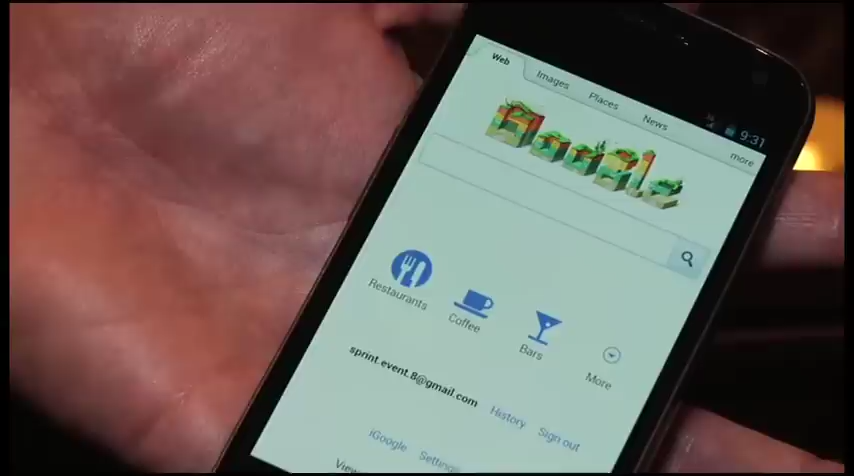 Web Images Places News more
9:31
Google
Restaurants Coffee Bars More
sprint.event.8@gmail.com History Sign out
iGoogle Settings